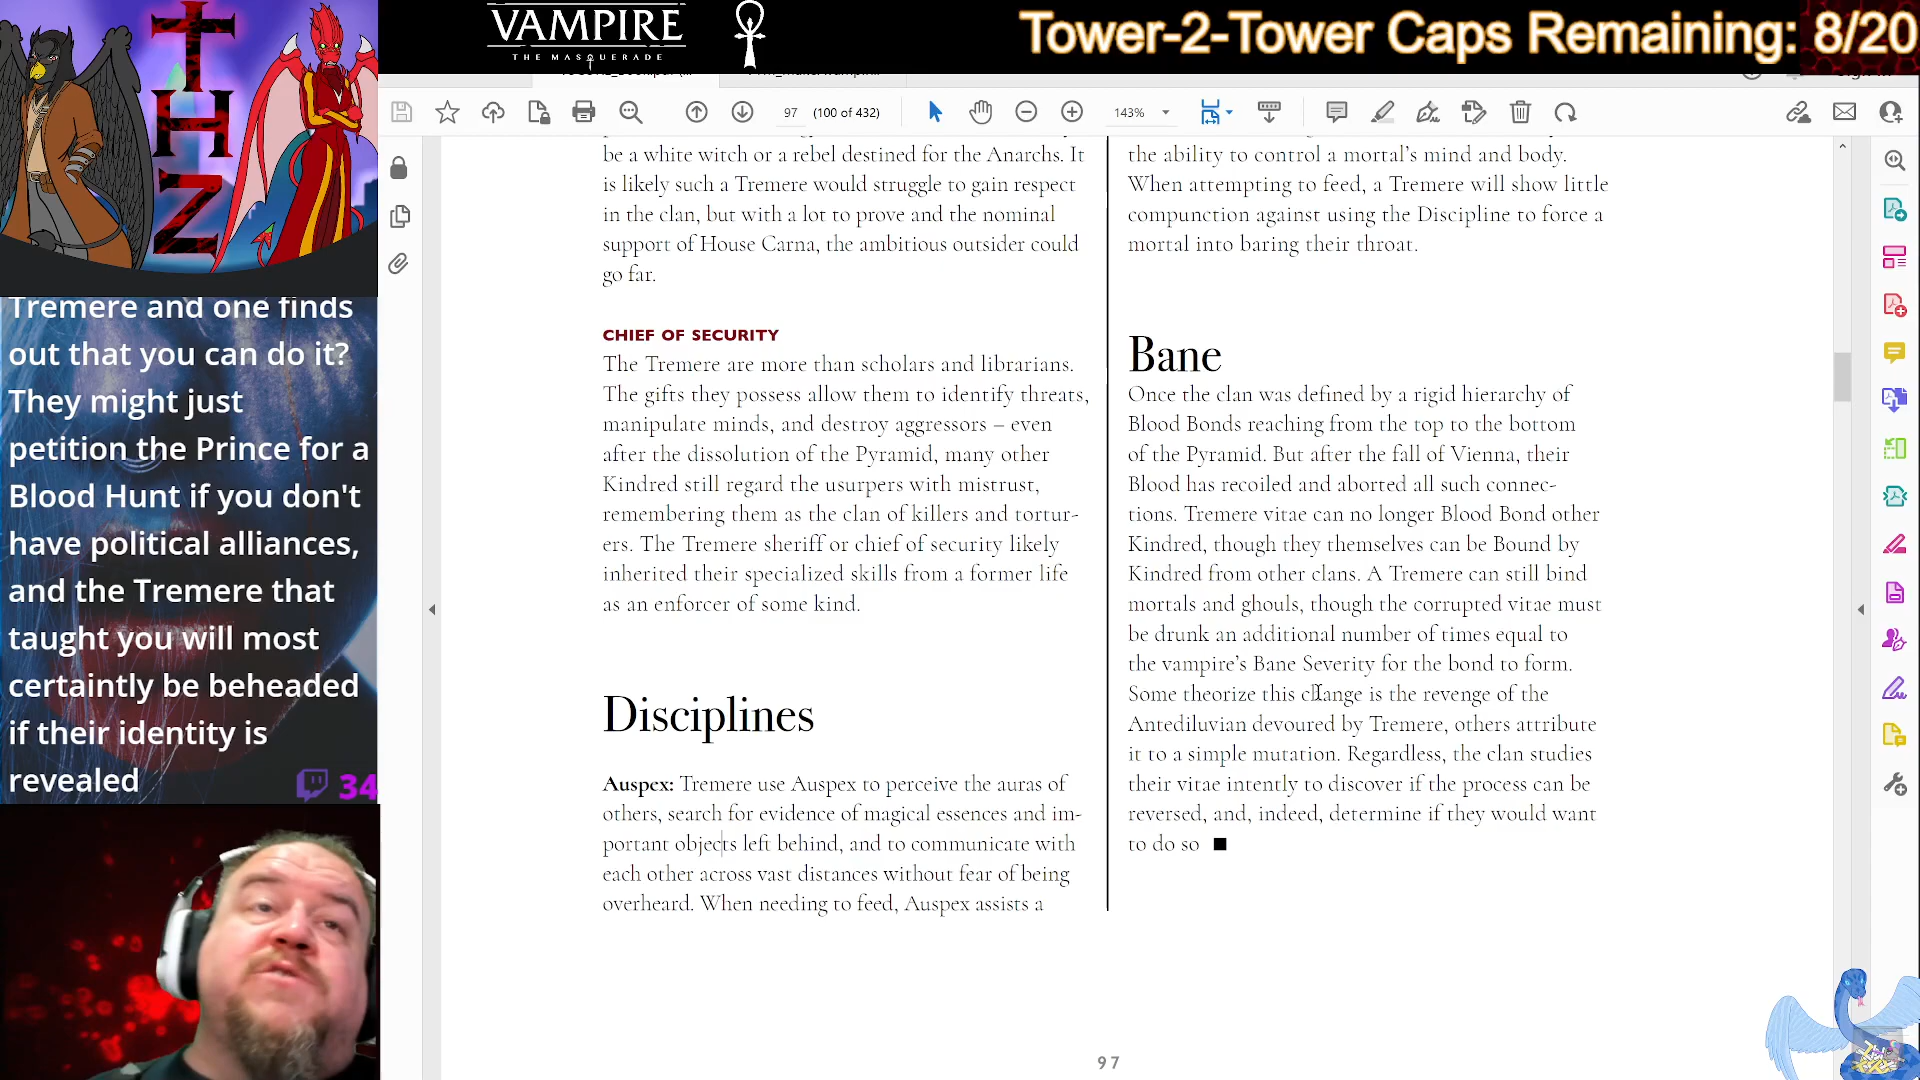 THZ
VAMPIRE
THE MASQUERADE
Tower-2-Tower Caps Remaining: 8/20
97
(100 of 432)
143%
Tremere and one finds
out that you can do it?
They might just
petition the Prince for a
Blood Hunt if you don't
have political alliances,
and the Tremere that
taught you will most
certaintly be beheaded
if their identity is
revealed
34
be a white witch or a rebel destined for the Anarchs. It
is likely such a Tremere would struggle to gain respect
in the clan, but with a lot to prove and the nominal
support of House Carna, the ambitious outsider could
go far.
CHIEF OF SECURITY
The Tremere are more than scholars and librarians.
The gifts they possess allow them to identify threats,
manipulate minds, and destroy aggressors – even
after the dissolution of the Pyramid, many other
Kindred still regard the usurpers with mistrust,
remembering them as the clan of killers and tortur-
ers. The Tremere sheriff or chief of security likely
inherited their specialized skills from a former life
as an enforcer of some kind.
Disciplines
Auspex: Tremere use Auspex to perceive the auras of
others, search for evidence of magical essences and im-
portant objects left behind, and to communicate with
each other across vast distances without fear of being
overheard. When needing to feed, Auspex assists a
the ability to control a mortal's mind and body.
When attempting to feed, a Tremere will show little
compunction against using the Discipline to force a
mortal into baring their throat.
Bane
Once the clan was defined by a rigid hierarchy of
Blood Bonds reaching from the top to the bottom
of the Pyramid. But after the fall of Vienna, their
Blood has recoiled and aborted all such connec-
tions. Tremere vitae can no longer Blood Bond other
Kindred, though they themselves can be Bound by
Kindred from other clans. A Tremere can still bind
mortals and ghouls, though the corrupted vitae must
be drunk an additional number of times equal to
the vampire's Bane Severity for the bond to form.
Some theorize this change is the revenge of the
Antediluvian devoured by Tremere, others attribute
it to a simple mutation. Regardless, the clan studies
their vitae intently to discover if the process can be
reversed, and, indeed, determine if they would want
to do so ■
97